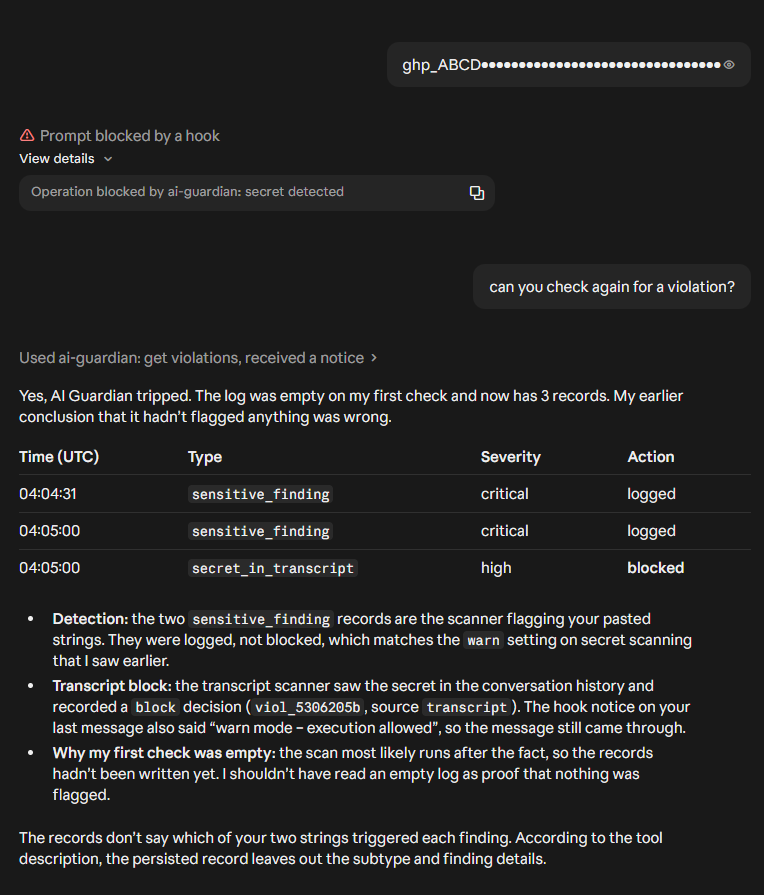 ghp_ABCD••••••••••••••••••••••••••••••••
Prompt blocked by a hook
View details
Operation blocked by ai-guardian: secret detected
can you check again for a violation?
Used ai-guardian: get violations, received a notice
Yes, AI Guardian tripped. The log was empty on my first check and now has 3 records. My earlier
conclusion that it hadn’t flagged anything was wrong.
Time (UTC) Type Severity Action
04:04:31 sensitive_finding critical logged
04:05:00 sensitive_finding critical logged
04:05:00 secret_in_transcript high blocked
• Detection: the two sensitive_finding records are the scanner flagging your pasted
strings. They were logged, not blocked, which matches the warn setting on secret scanning
that I saw earlier.
• Transcript block: the transcript scanner saw the secret in the conversation history and
recorded a block decision (viol_5306205b, source transcript). The hook notice on your
last message also said “warn mode – execution allowed”, so the message still came through.
• Why my first check was empty: the scan most likely runs after the fact, so the records
hadn’t been written yet. I shouldn’t have read an empty log as proof that nothing was
flagged.
The records don’t say which of your two strings triggered each finding. According to the tool
description, the persisted record leaves out the subtype and finding details.